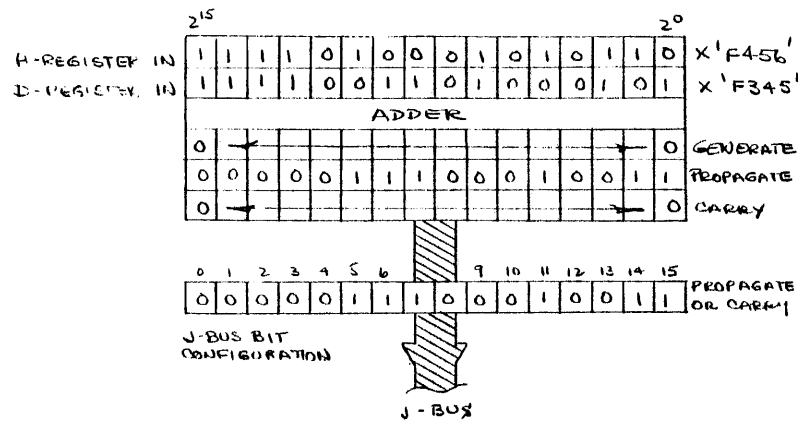 2¹⁵ 2⁰
H-REGISTER IN 1 1 1 1 0 1 0 0 0 1 0 1 0 1 1 0 X'F456'
D-REGISTER IN 1 1 1 1 0 0 1 1 0 1 0 0 0 1 0 1 X'F345'
ADDER
0 0 GENERATE
0 0 0 0 0 1 1 1 0 0 0 1 0 0 1 1 PROPAGATE
0 0 CARRY
0 1 2 3 4 5 6 9 10 11 12 13 14 15
0 0 0 0 0 1 1 1 0 0 0 1 0 0 1 1 PROPAGATE
OR CARRY
J-BUS BIT
CONFIGURATION
J-BUS